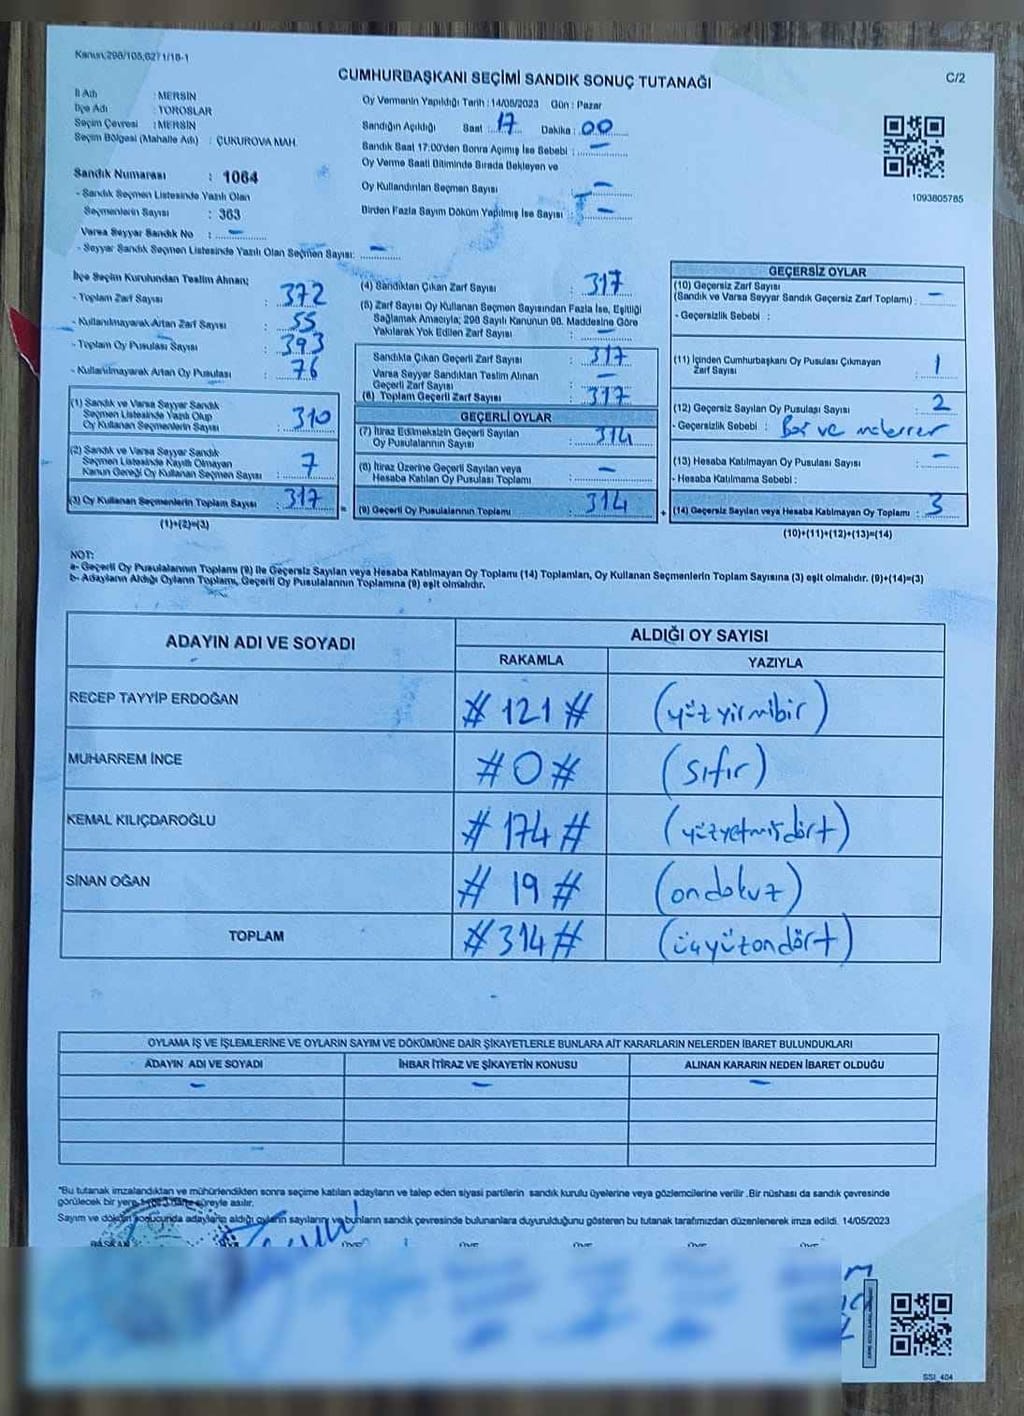 Kanun:298/105,6271/18-1
CUMHURBAŞKANI SEÇİMİ SANDIK SONUÇ TUTANAĞI
C/2
İl Adı : MERSİN
İlçe Adı : TOROSLAR
Seçim Çevresi : MERSİN
Seçim Bölgesi (Mahalle Adı) : ÇUKUROVA MAH.
Sandık Numarası : 1064
- Sandık Seçmen Listesinde Yazılı Olan
Seçmenlerin Sayısı : 363
Varsa Seyyar Sandık No : -
- Seyyar Sandık Seçmen Listesinde Yazılı Olan Seçmen Sayısı: -
Oy Vermenin Yapıldığı Tarih : 14/05/2023 Gün : Pazar
Sandığın Açıldığı Saat : 17 Dakika : 00
Sandık Saat 17:00'den Sonra Açımış İse Sebebi : -
Oy Verme Saati Bitiminde Sırada Bekleyen ve
Oy Kullandırılan Seçmen Sayısı : -
Birden Fazla Sayım Döküm Yapılmış İse Sayısı : -
1093805785
İlçe Seçim Kurulundan Teslim Alınan;
- Toplam Zarf Sayısı : 372
- Kullanılmayarak Artan Zarf Sayısı : 55
- Toplam Oy Pusulası Sayısı : 393
- Kullanılmayarak Artan Oy Pusulası : 76
(1) Sandık ve Varsa Seyyar Sandık
Seçmen Listesinde Yazılı Olup
Oy Kullanan Seçmenlerin Sayısı : 310
(2) Sandık ve Varsa Seyyar Sandık
Seçmen Listesinde Kayıtlı Olmayan
Kanun Gereği Oy Kullanan Seçmen Sayısı : 7
(3) Oy Kullanan Seçmenlerin Toplam Sayısı : 317
(1)+(2)=(3)
(4) Sandıktan Çıkan Zarf Sayısı : 317
(5) Zarf Sayısı Oy Kullanan Seçmen Sayısından Fazla İse, Eşitliği
Sağlamak Amacıyla; 298 Sayılı Kanunun 98. Maddesine Göre
Yakılarak Yok Edilen Zarf Sayısı : -
Sandıkta Çıkan Geçerli Zarf Sayısı : 317
Varsa Seyyar Sandıktan Teslim Alınan
Geçerli Zarf Sayısı : -
(6) Toplam Geçerli Zarf Sayısı : 317
GEÇERLİ OYLAR
(7) İtiraz Edilmeksizin Geçerli Sayılan
Oy Pusulalarının Sayısı : 314
(8) İtiraz Üzerine Geçerli Sayılan veya
Hesaba Katılan Oy Pusulası Toplamı : -
= (9) Geçerli Oy Pusulalarının Toplamı : 314
GEÇERSİZ OYLAR
(10) Geçersiz Zarf Sayısı
(Sandık ve Varsa Seyyar Sandık Geçersiz Zarf Toplamı) : -
- Geçersizlik Sebebi :
(11) İçinden Cumhurbaşkanı Oy Pusulası Çıkmayan
Zarf Sayısı : 1
(12) Geçersiz Sayılan Oy Pusulası Sayısı : 2
- Geçersizlik Sebebi : Boş ve
(13) Hesaba Katılmayan Oy Pusulası Sayısı : -
- Hesaba Katılmama Sebebi :
+ (14) Geçersiz Sayılan veya Hesaba Katılmayan Oy Toplamı : 3
(10)+(11)+(12)+(13)=(14)
NOT:
a- Geçerli Oy Pusulalarının Toplamı (9) ile Geçersiz Sayılan veya Hesaba Katılmayan Oy Toplamı (14) Toplamları, Oy Kullanan Seçmenlerin Toplam Sayısına (3) eşit olmalıdır. (9)+(14)=(3)
b- Adayların Aldığı Oyların Toplamı, Geçerli Oy Pusulalarının Toplamına (9) eşit olmalıdır.
ADAYIN ADI VE SOYADI
ALDIĞI OY SAYISI
RAKAMLA YAZIYLA
RECEP TAYYİP ERDOĞAN # 121 # (yüzyirmibir)
MUHARREM İNCE #0# (sıfır)
KEMAL KILIÇDAROĞLU # 174 # (yüzyetmişdört)
SİNAN OĞAN # 19 # (ondokuz)
TOPLAM #314# (üçyüzondört)
OYLAMA İŞ VE İŞLEMLERİNE VE OYLARIN SAYIM VE DÖKÜMÜNE DAİR ŞİKAYETLERLE BUNLARA AİT KARARLARIN NELERDEN İBARET BULUNDUKLARI
ADAYIN ADI VE SOYADI İHBAR İTİRAZ VE ŞİKAYETİN KONUSU ALINAN KARARIN NEDEN İBARET OLDUĞU
- - -
"Bu tutanak imzalandıktan ve mühürlendikten sonra seçime katılan adayların ve talep eden siyasi partilerin sandık kurulu üyelerine veya gözlemcilerine verilir .Bir nüshası da sandık çevresinde
görülecek bir yere süreyle asılır.
Sayım ve döküm sonucunda adayların aldığı oyların sayılarını ve bunların sandık çevresinde bulunanlara duyurulduğunu gösteren bu tutanak tarafımızdan düzenlenerek imza edildi. 14/05/2023
SSI_404